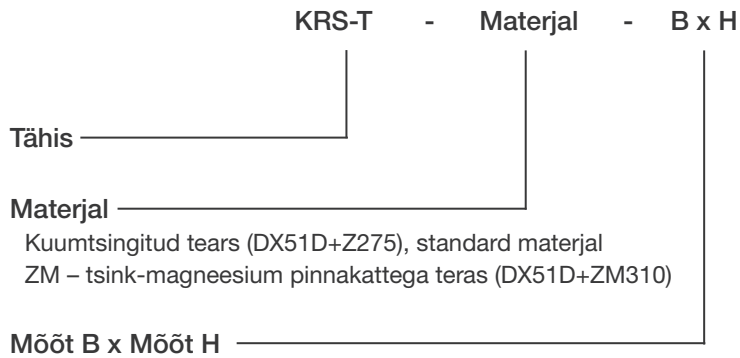 KRS-T - Materjal - B x H
Tähis
Materjal
Kuumtsingitud tears (DX51D+Z275), standard materjal
ZM – tsink-magneesium pinnakattega teras (DX51D+ZM310)
Mõõt B x Mõõt H